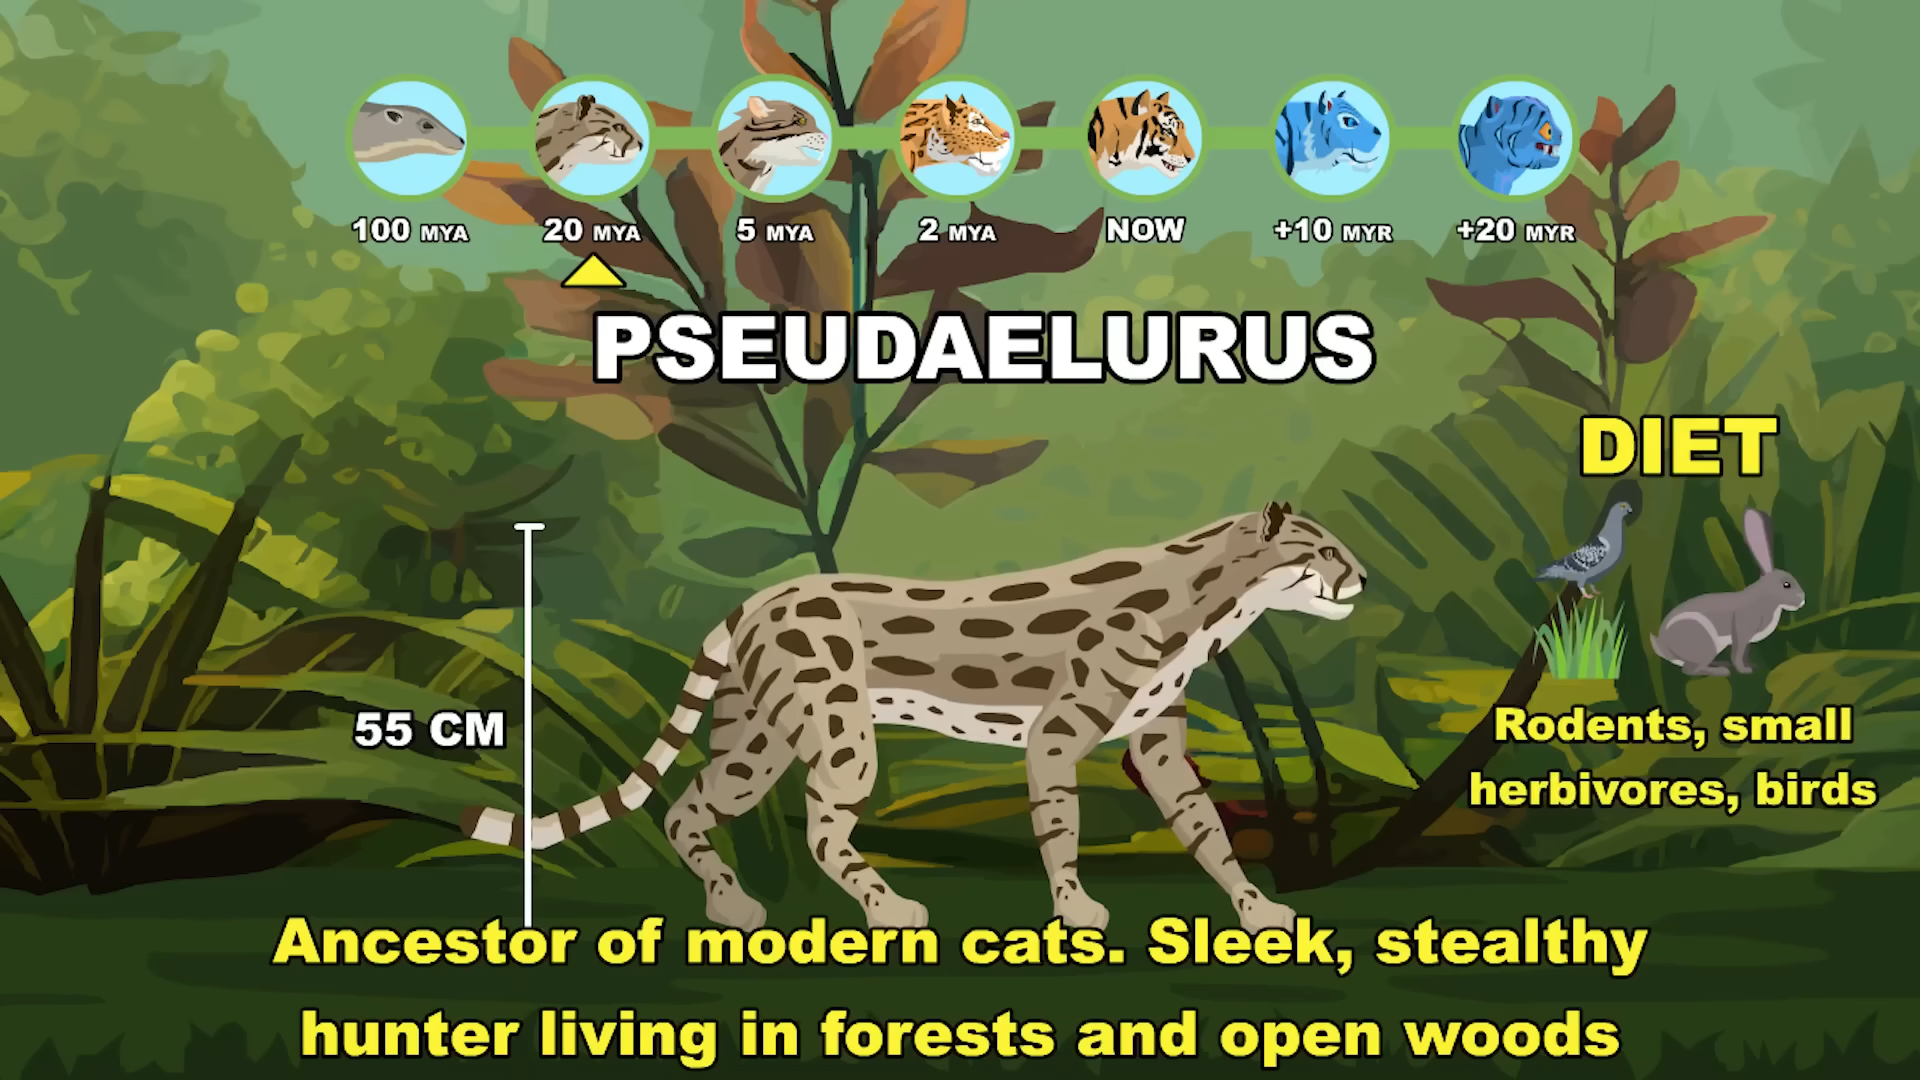 100 MYA
20 MYA
5 MYA
2 MYA
NOW
+10 MYR
+20 MYR
PSEUDAELURUS
DIET
55 CM
Rodents, small
herbivores, birds
Ancestor of modern cats. Sleek, stealthy
hunter living in forests and open woods